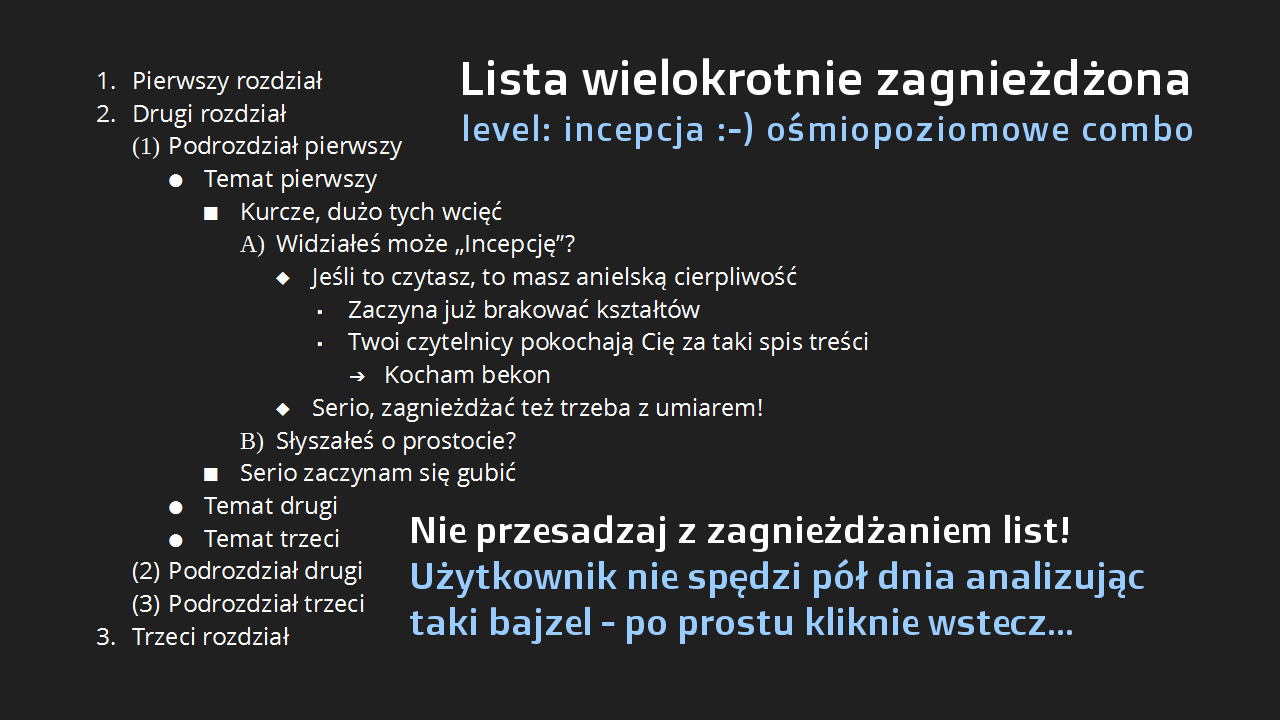 Lista wielokrotnie zagnieżdżona
level: incepcja :-) ośmiopoziomowe combo
1. Pierwszy rozdział
2. Drugi rozdział
(1) Podrozdział pierwszy
● Temat pierwszy
■ Kurcze, dużo tych wcięć
A) Widziałeś może „Incepcję”?
◆ Jeśli to czytasz, to masz anielską cierpliwość
▪ Zaczyna już brakować kształtów
▪ Twoi czytelnicy pokochają Cię za taki spis treści
➔ Kocham bekon
◆ Serio, zagnieżdżać też trzeba z umiarem!
B) Słyszałeś o prostocie?
■ Serio zaczynam się gubić
● Temat drugi
● Temat trzeci
(2) Podrozdział drugi
(3) Podrozdział trzeci
3. Trzeci rozdział
Nie przesadzaj z zagnieżdżaniem list!
Użytkownik nie spędzi pół dnia analizując
taki bajzel - po prostu kliknie wstecz...